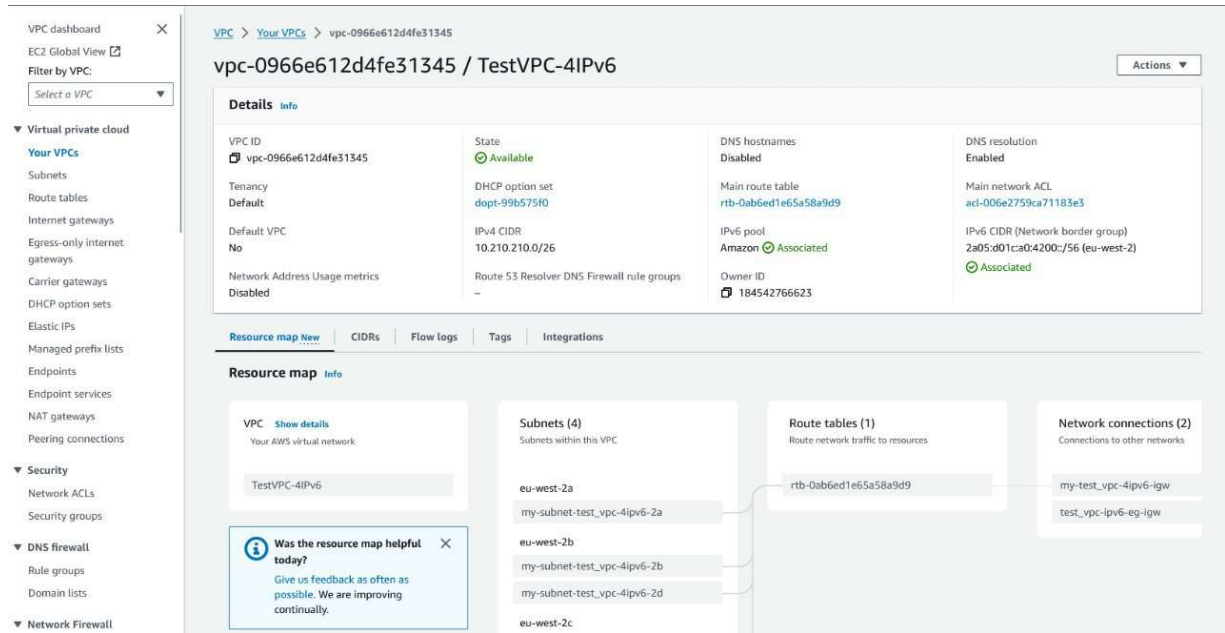 VPC dashboard
EC2 Global View
Filter by VPC:
Select a VPC
Virtual private cloud
Your VPCs
Subnets
Route tables
Internet gateways
Egress-only internet
gateways
Carrier gateways
DHCP option sets
Elastic IPs
Managed prefix lists
Endpoints
Endpoint services
NAT gateways
Peering connections
Security
Network ACLs
Security groups
DNS firewall
Rule groups
Domain lists
Network Firewall
VPC > Your VPCs > vpc-0966e612d4fe31345
vpc-0966e612d4fe31345 / TestVPC-4IPv6
Actions
Details Info
VPC ID
vpc-0966e612d4fe31345
State
Available
DNS hostnames
Disabled
DNS resolution
Enabled
Tenancy
Default
DHCP option set
dopt-99b575f0
Main route table
rtb-0ab6ed1e65a58a9d9
Main network ACL
acl-006e2759ca71183e3
Default VPC
No
IPv4 CIDR
10.210.210.0/26
IPv6 pool
Amazon Associated
IPv6 CIDR (Network border group)
2a05:d01c:a0:4200::/56 (eu-west-2)
Associated
Network Address Usage metrics
Disabled
Route 53 Resolver DNS Firewall rule groups
–
Owner ID
184542766623
Resource map New
CIDRs
Flow logs
Tags
Integrations
Resource map Info
VPC Show details
Your AWS virtual network
TestVPC-4IPv6
Was the resource map helpful
today?
Give us feedback as often as
possible. We are improving
continually.
Subnets (4)
Subnets within this VPC
eu-west-2a
my-subnet-test_vpc-4ipv6-2a
eu-west-2b
my-subnet-test_vpc-4ipv6-2b
my-subnet-test_vpc-4ipv6-2d
eu-west-2c
Route tables (1)
Route network traffic to resources
rtb-0ab6ed1e65a58a9d9
Network connections (2)
Connections to other networks
my-test_vpc-4ipv6-igw
test_vpc-ipv6-eg-igw